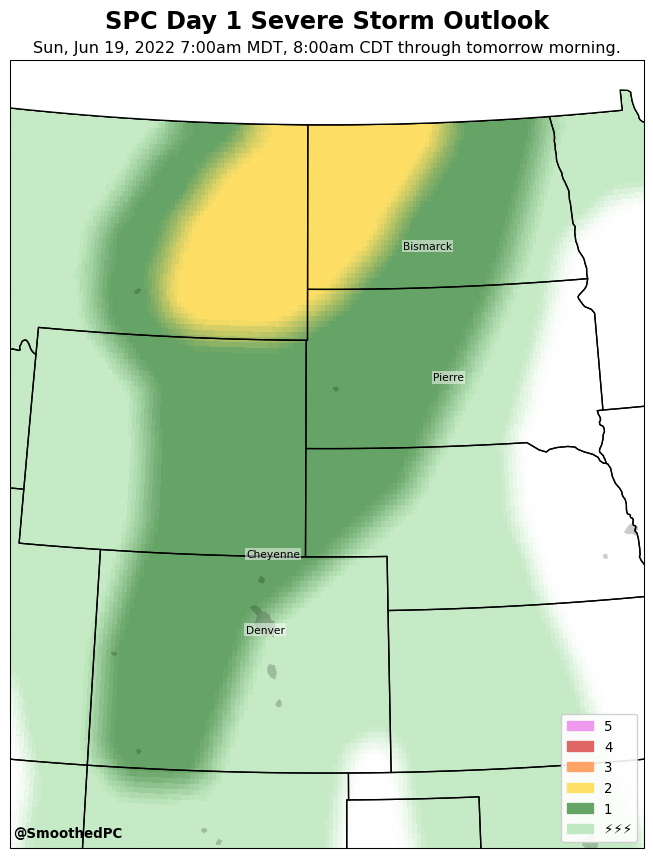 SPC Day 1 Severe Storm Outlook
Sun, Jun 19, 2022 7:00am MDT, 8:00am CDT through tomorrow morning.
Bismarck
Pierre
Cheyenne
Denver
5
4
3
2
1
⚡⚡⚡
@SmoothedPC